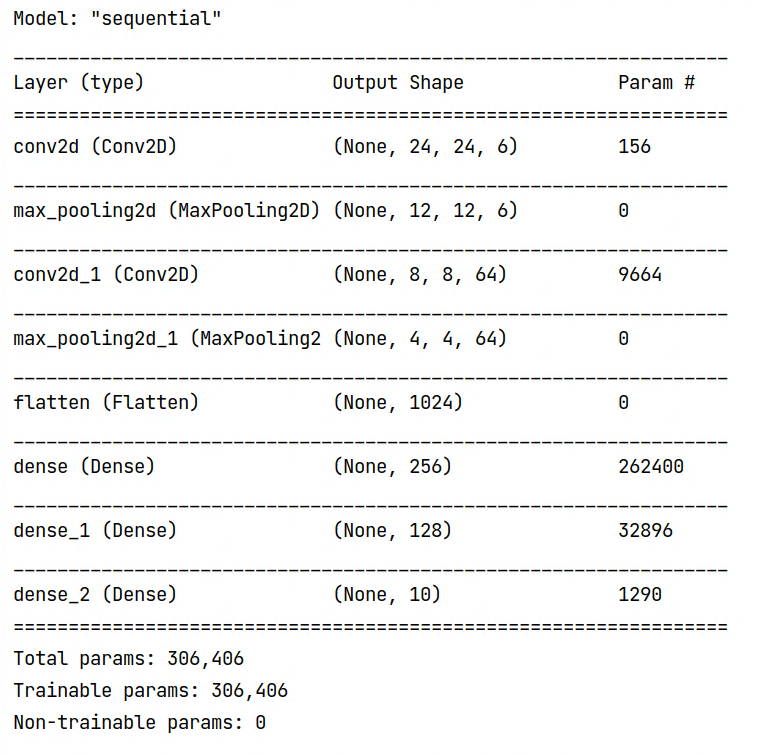 Model: "sequential"
_________________________________________________________________
Layer (type)                 Output Shape              Param #
=================================================================
conv2d (Conv2D)              (None, 24, 24, 6)         156
_________________________________________________________________
max_pooling2d (MaxPooling2D) (None, 12, 12, 6)         0
_________________________________________________________________
conv2d_1 (Conv2D)            (None, 8, 8, 64)          9664
_________________________________________________________________
max_pooling2d_1 (MaxPooling2 (None, 4, 4, 64)          0
_________________________________________________________________
flatten (Flatten)            (None, 1024)              0
_________________________________________________________________
dense (Dense)                (None, 256)               262400
_________________________________________________________________
dense_1 (Dense)              (None, 128)               32896
_________________________________________________________________
dense_2 (Dense)              (None, 10)                1290
=================================================================
Total params: 306,406
Trainable params: 306,406
Non-trainable params: 0